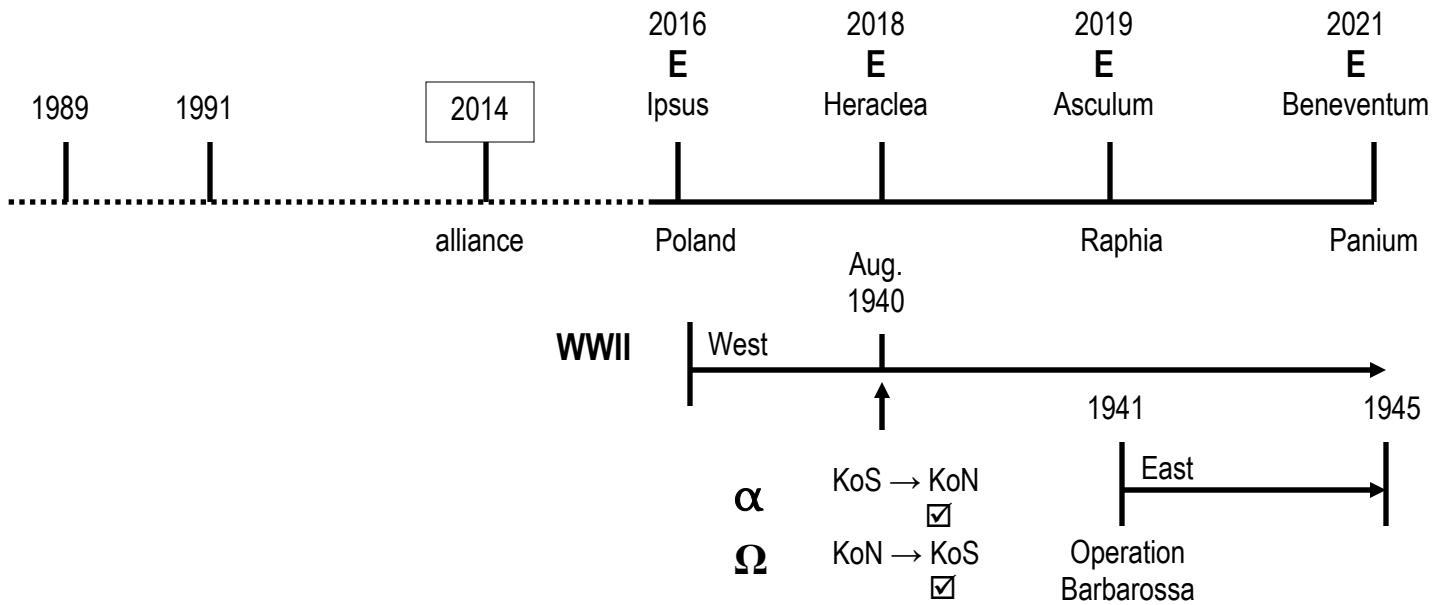 2016 2018 2019 2021
E E E E
1989 1991 2014 Ipsus Heraclea Asculum Beneventum
alliance Poland Raphia Panium
Aug.
1940
WWII West
1941 1945
East
α KoS → KoN
☑
Ω KoN → KoS
☑
Operation
Barbarossa